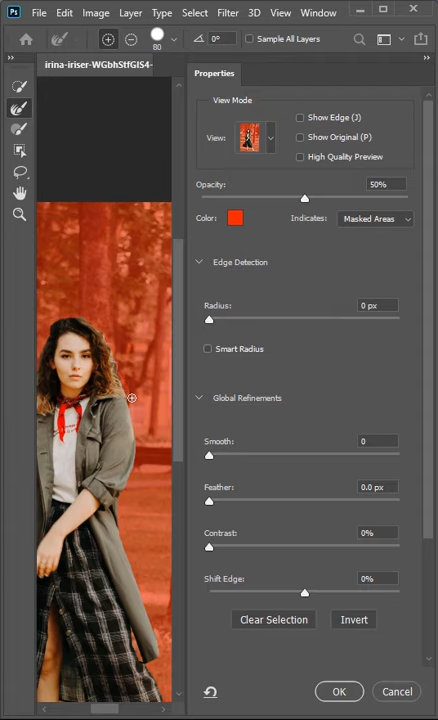 Ps File Edit Image Layer Type Select Filter 3D View Window
80 0° Sample All Layers
irina-iriser-WGbhStfGlS4-
Properties
View Mode
Show Edge (J)
View:
Show Original (P)
High Quality Preview
Opacity: 50%
Color: Indicates: Masked Areas
Edge Detection
Radius: 0 px
Smart Radius
Global Refinements
Smooth: 0
Feather: 0.0 px
Contrast: 0%
Shift Edge: 0%
Clear Selection Invert
OK Cancel